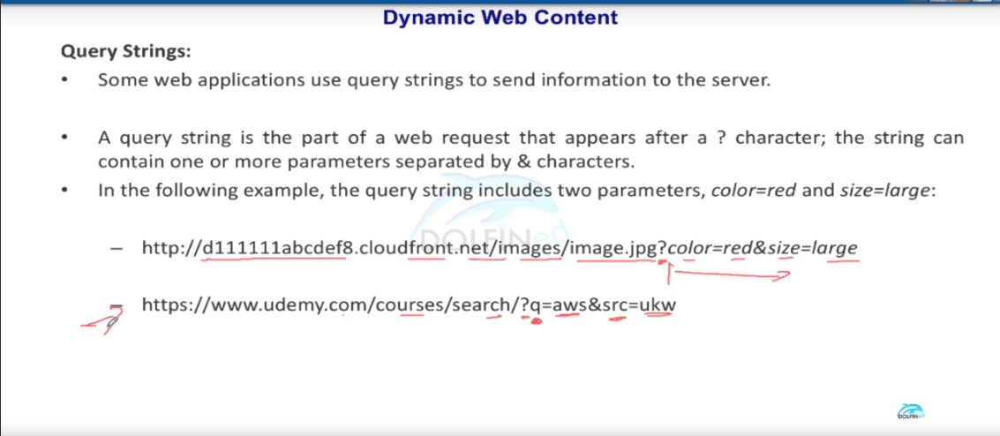 Dynamic Web Content
Query Strings:
• Some web applications use query strings to send information to the server.
• A query string is the part of a web request that appears after a ? character; the string can
contain one or more parameters separated by & characters.
• In the following example, the query string includes two parameters, color=red and size=large:
DOLFINed
– http://d111111abcdef8.cloudfront.net/images/image.jpg?color=red&size=large
– https://www.udemy.com/courses/search/?q=aws&src=ukw
DOLFINed